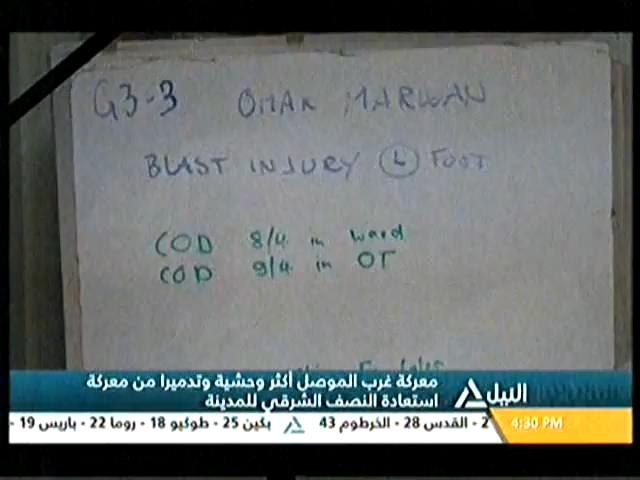 G3-3 OMAR MARWAN
BLAST INJURY L FOOT
COD 8/4 in ward
COD 9/4 in OT
معركة غرب الموصل أكثر وحشية وتدميرا من معركة
استعادة النصف الشرقي للمدينة
النيل
2 - القدس 28 - الخرطوم 43 بكين 25 - طوكيو 18 - روما 22 - باريس 19 -
4:30 PM